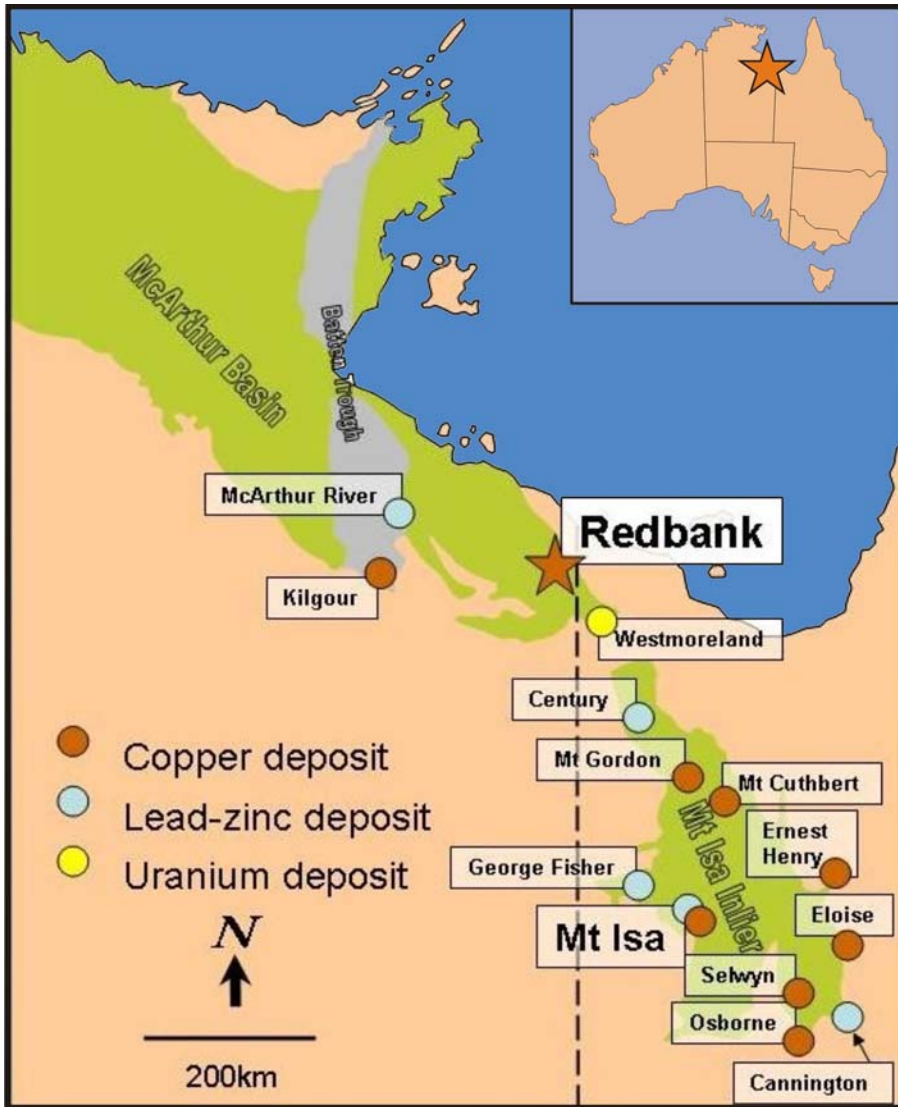 McArthur Basin
Batten Trough
McArthur River
Redbank
Kilgour
Westmoreland
Century
Copper deposit
Mt Gordon
Mt Cuthbert
Lead-zinc deposit
Ernest
Henry
Mt Isa Inlier
George Fisher
Uranium deposit
Eloise
N
Mt Isa
Selwyn
Osborne
200km
Cannington